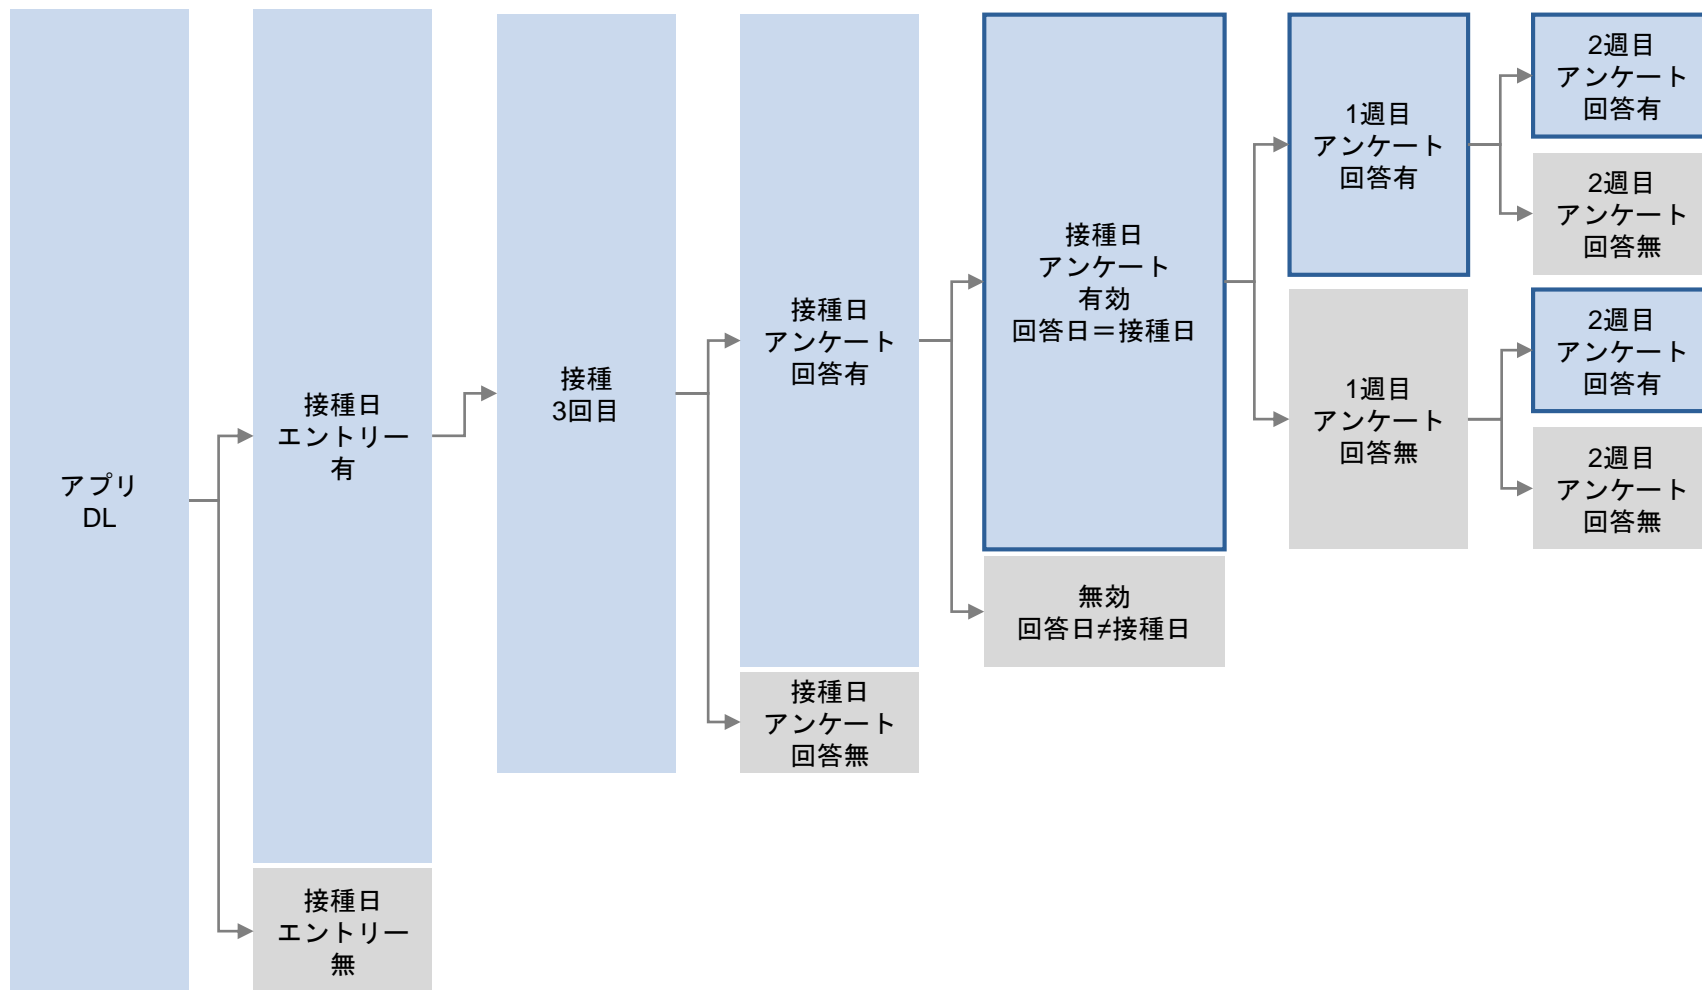 アプリ
DL
接種日
エントリー
有
接種日
エントリー
無
接種
3回目
接種日
アンケート
回答有
接種日
アンケート
回答無
接種日
アンケート
有効
回答日＝接種日
無効
回答日≠接種日
1週目
アンケート
回答有
1週目
アンケート
回答無
2週目
アンケート
回答有
2週目
アンケート
回答無
2週目
アンケート
回答有
2週目
アンケート
回答無